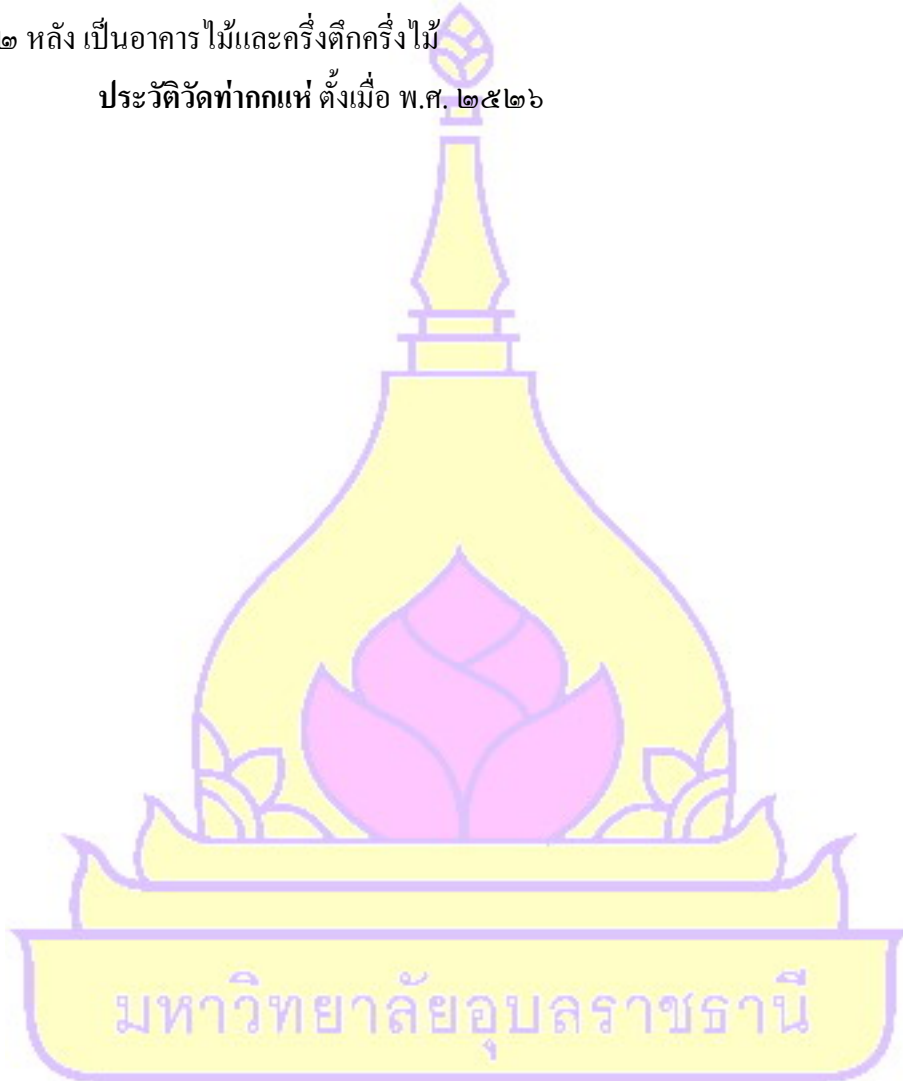 ๒ หลัง เป็นอาคารไม้และครึ่งตึกครึ่งไม้
ประวัติวัดท่ากกแห่ ตั้งเมื่อ พ.ศ. ๒๕๒๖
มหาวิทยาลัยอุบลราชธานี